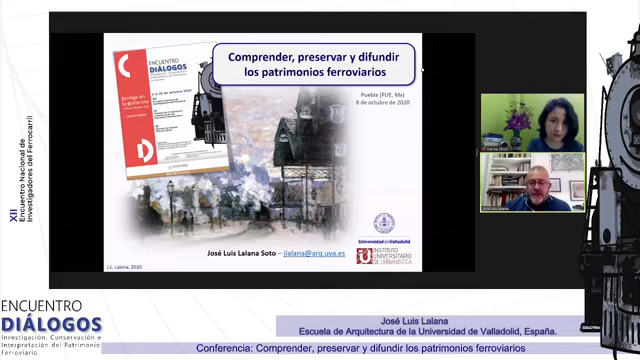 XII
Encuentro Nacional de
Investigadores del Ferrocarril
ENCUENTRO
DIÁLOGOS
Comprender, preservar y difundir
los patrimonios ferroviarios
Puebla (PUE, Mx)
8 de octubre de 2020
Universidad de Valladolid
INSTITUTO
UNIVERSITARIO
DE URBANÍSTICA
José Luis Lalana Soto – jlalana@arq.uva.es
J.L. Lalana, 2020
ENCUENTRO
DIÁLOGOS
Investigación, Conservación e
Interpretación del Patrimonio
Ferroviario.
José Luis Lalana
Escuela de Arquitectura de la Universidad de Valladolid, España.
Conferencia: Comprender, preservar y difundir los patrimonios ferroviarios